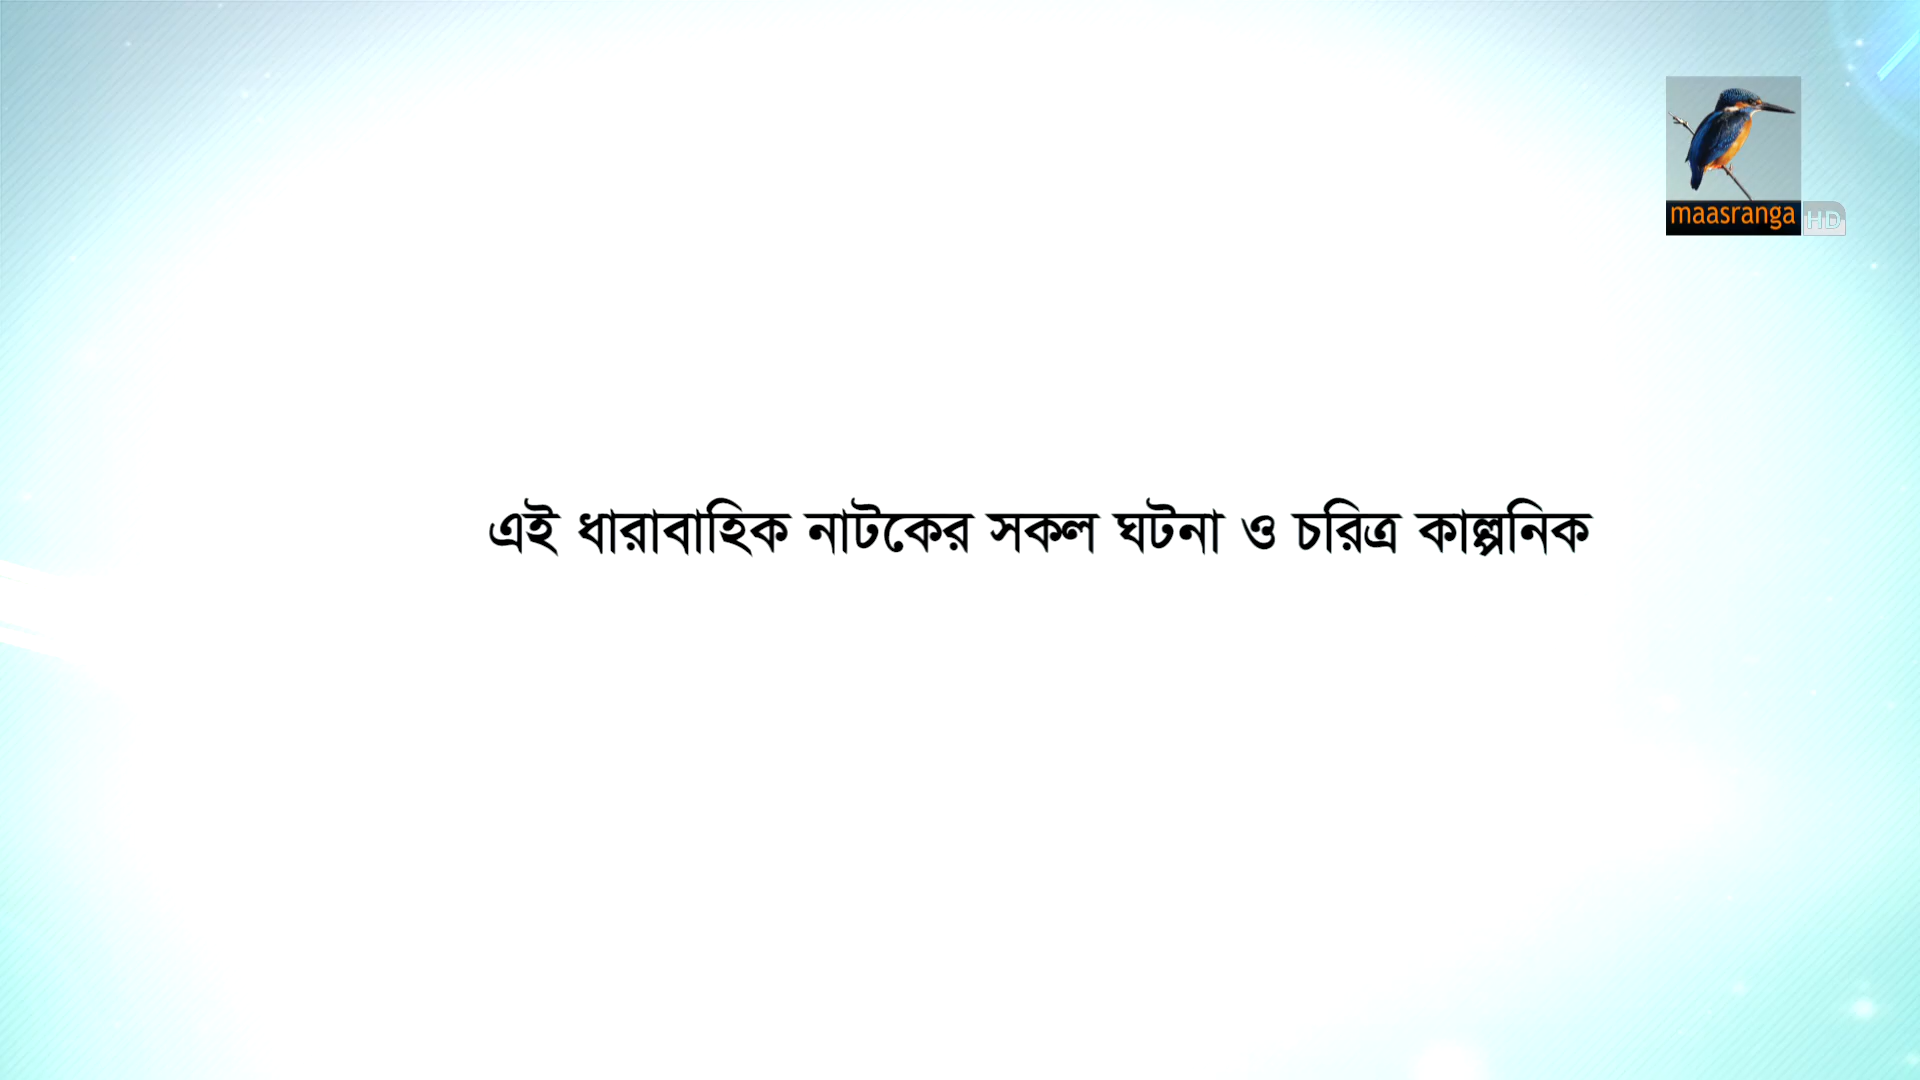 maasranga HD
এই ধারাবাহিক নাটকের সকল ঘটনা ও চরিত্র কাল্পনিক